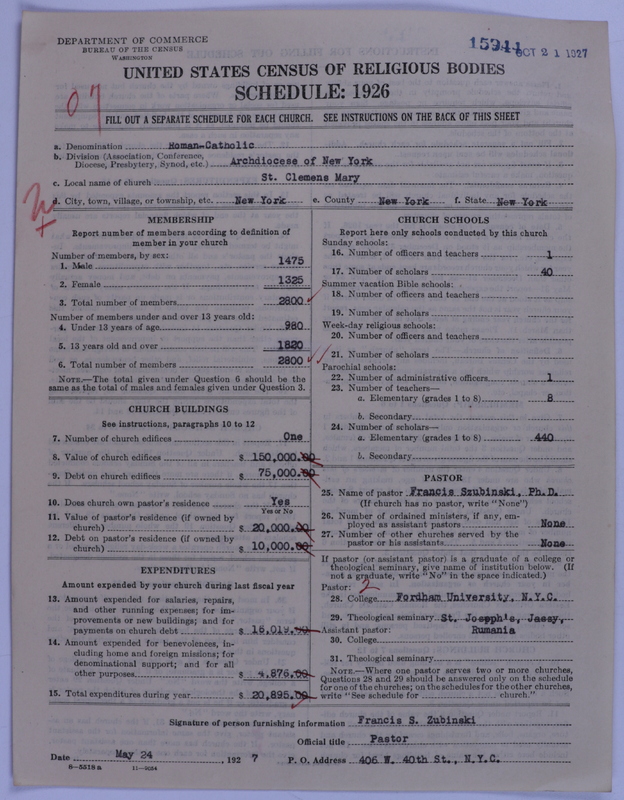 DEPARTMENT OF COMMERCE
BUREAU OF THE CENSUS
WASHINGTON
15941 OCT 21 1927
UNITED STATES CENSUS OF RELIGIOUS BODIES
SCHEDULE: 1926
07
FILL OUT A SEPARATE SCHEDULE FOR EACH CHURCH. SEE INSTRUCTIONS ON THE BACK OF THIS SHEET
a. Denomination Roman-Catholic
b. Division (Association, Conference, Diocese, Presbytery, Synod, etc.) Archdiocese of New York
c. Local name of church St. Clemens Mary
d. City, town, village, or township, etc. New York e. County New York f. State New York
MEMBERSHIP
Report number of members according to definition of
member in your church
Number of members, by sex:
1. Male 1475
2. Female 1325
3. Total number of members 2800
Number of members under and over 13 years old:
4. Under 13 years of age 980
5. 13 years old and over 1820
6. Total number of members 2800
NOTE.—The total given under Question 6 should be the
same as the total of males and females given under Question 3.
CHURCH BUILDINGS
See instructions, paragraphs 10 to 12
7. Number of church edifices One
8. Value of church edifices $ 150,000.00
9. Debt on church edifices $ 75,000.00
10. Does church own pastor's residence Yes
Yes or No
11. Value of pastor's residence (if owned by
church) $ 20,000.00
12. Debt on pastor's residence (if owned by
church) $ 10,000.00
EXPENDITURES
Amount expended by your church during last fiscal year
13. Amount expended for salaries, repairs,
and other running expenses; for im-
provements or new buildings; and for
payments on church debt $ 16,019.00
14. Amount expended for benevolences, in-
cluding home and foreign missions; for
denominational support; and for all
other purposes $ 4,876.00
15. Total expenditures during year $ 20,895.00
CHURCH SCHOOLS
Report here only schools conducted by this church
Sunday schools:
16. Number of officers and teachers 1
17. Number of scholars 40
Summer vacation Bible schools:
18. Number of officers and teachers
19. Number of scholars
Week-day religious schools:
20. Number of officers and teachers
21. Number of scholars
Parochial schools:
22. Number of administrative officers 1
23. Number of teachers—
a. Elementary (grades 1 to 8) 8
b. Secondary
24. Number of scholars—
a. Elementary (grades 1 to 8) 440
b. Secondary
PASTOR
25. Name of pastor Francis Szubinski, Ph.D.
(If church has no pastor, write "None")
26. Number of ordained ministers, if any, em-
ployed as assistant pastors None
27. Number of other churches served by the
pastor or his assistants None
If pastor (or assistant pastor) is a graduate of a college or
theological seminary, give name of institution below. (If
not a graduate, write "No" in the space indicated.)
Pastor: 2
28. College Fordham University, N.Y.C.
29. Theological seminary St. Joseph's, Jassy,
Assistant pastor: Rumania
30. College
31. Theological seminary
NOTE.—Where one pastor serves two or more churches,
Questions 28 and 29 should be answered only on the schedule
for one of the churches; on the schedules for the other churches,
write "See schedule for church."
Signature of person furnishing information Francis S. Zubinski
Official title Pastor
Date May 24 192 7 P. O. Address 406 W. 40th St., N.Y.C.
8—5518 a 11—9054